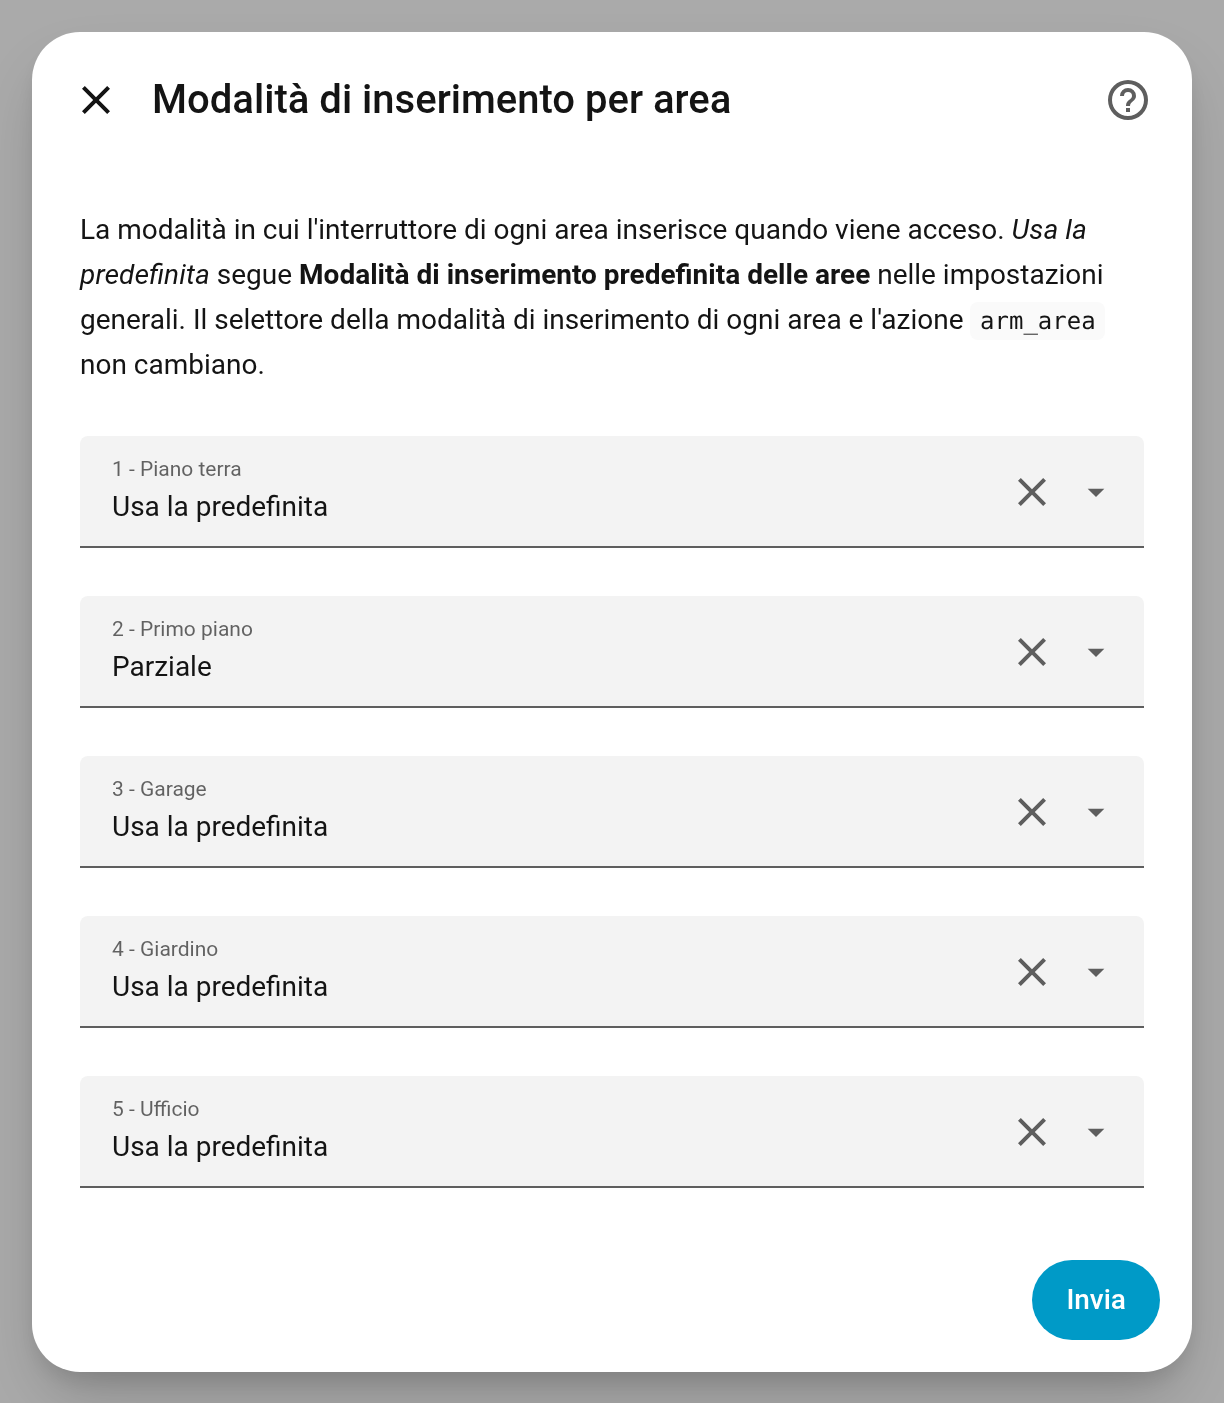 Modalità di inserimento per area
La modalità in cui l'interruttore di ogni area inserisce quando viene acceso. Usa la
predefinita segue Modalità di inserimento predefinita delle aree nelle impostazioni
generali. Il selettore della modalità di inserimento di ogni area e l'azione arm_area
non cambiano.
1 - Piano terra
Usa la predefinita
2 - Primo piano
Parziale
3 - Garage
Usa la predefinita
4 - Giardino
Usa la predefinita
5 - Ufficio
Usa la predefinita
Invia